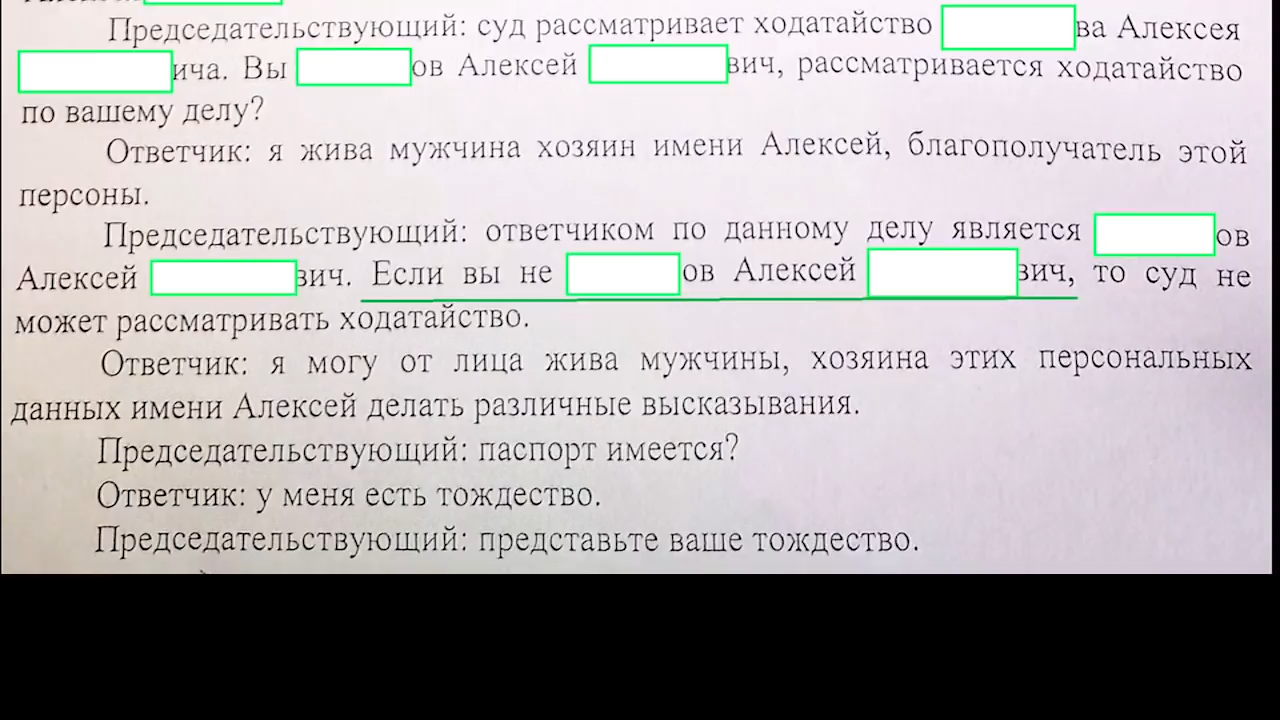 Председательствующий: суд рассматривает ходатайство ва Алексея
ича. Вы ов Алексей вич, рассматривается ходатайство
по вашему делу?
Ответчик: я жива мужчина хозяин имени Алексей, благополучатель этой
персоны.
Председательствующий: ответчиком по данному делу является ов
Алексей вич. Если вы не ов Алексей вич, то суд не
может рассматривать ходатайство.
Ответчик: я могу от лица жива мужчины, хозяина этих персональных
данных имени Алексей делать различные высказывания.
Председательствующий: паспорт имеется?
Ответчик: у меня есть тождество.
Председательствующий: представьте ваше тождество.